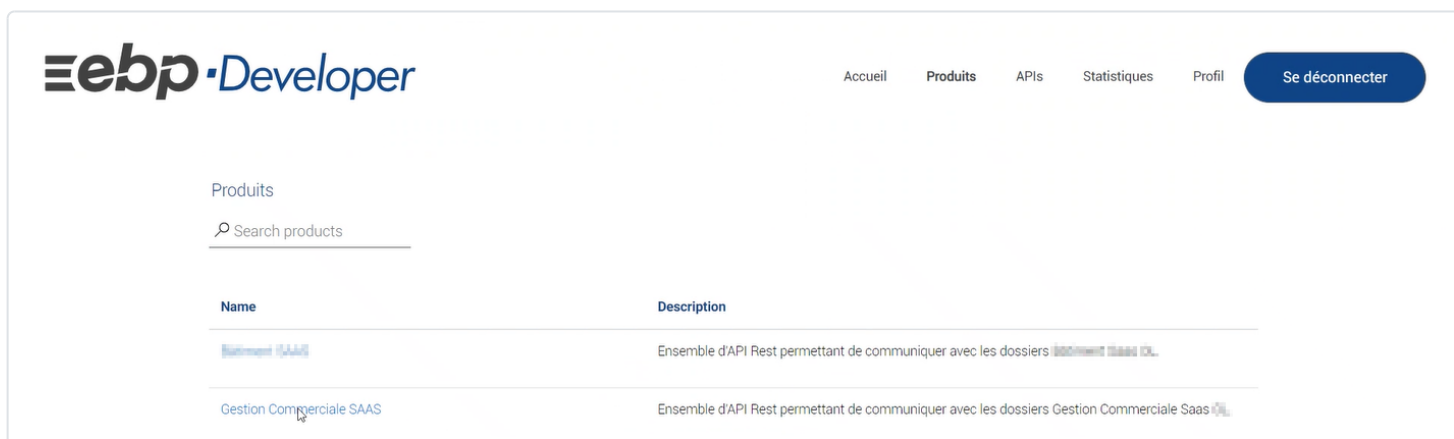 ebp·Developer
Accueil Produits APIs Statistiques Profil Se déconnecter
Produits
Search products
Name Description
Ensemble d'API Rest permettant de communiquer avec les dossiers
Gestion Commerciale SAAS Ensemble d'API Rest permettant de communiquer avec les dossiers Gestion Commerciale Saas